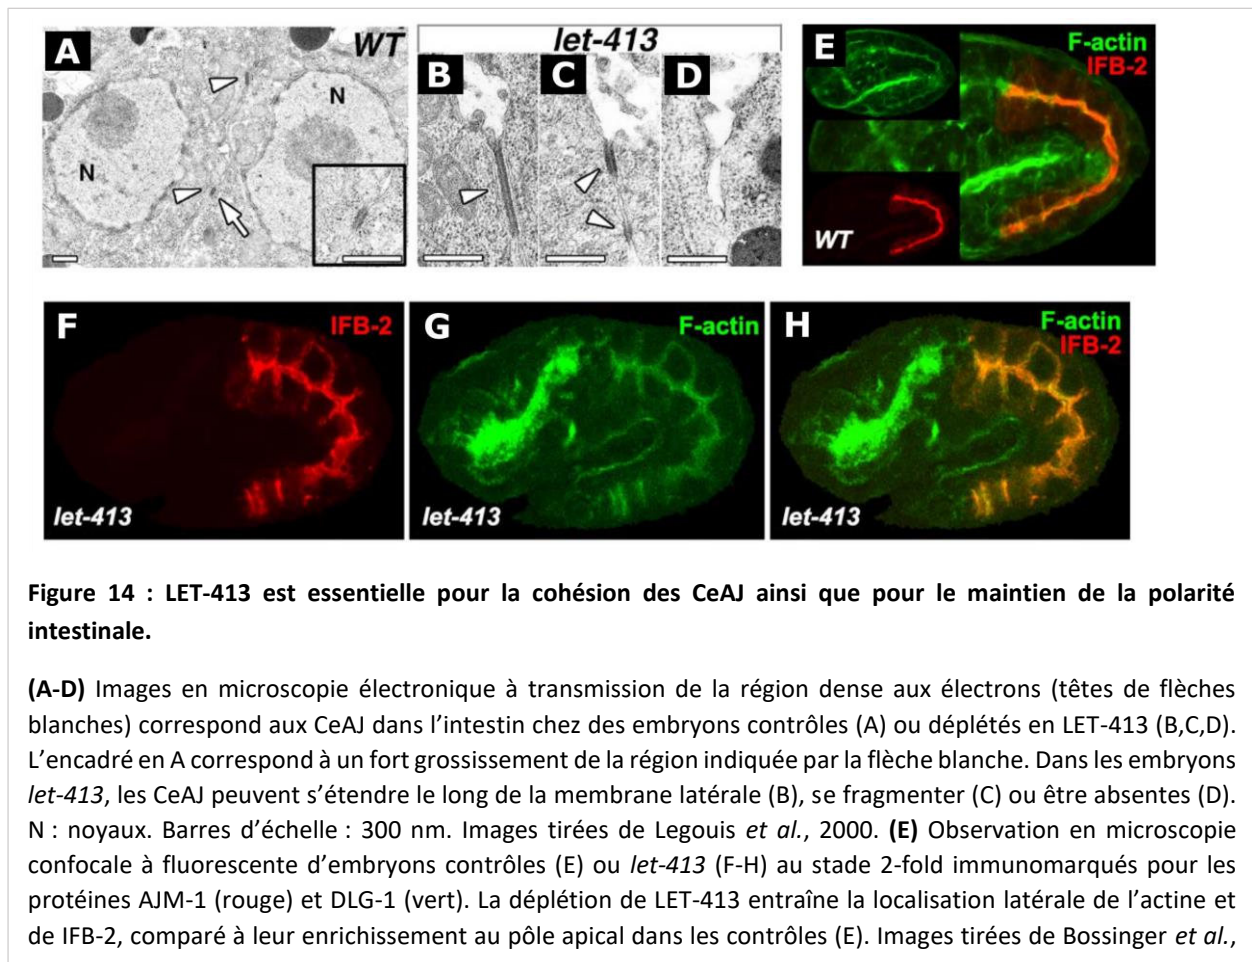 A
WT
N
N
let-413
B
C
D
E
F-actin
IFB-2
WT
F
IFB-2
let-413
G
F-actin
let-413
H
F-actin
IFB-2
let-413
Figure 14 : LET-413 est essentielle pour la cohésion des CeAJ ainsi que pour le maintien de la polarité
intestinale.
(A-D) Images en microscopie électronique à transmission de la région dense aux électrons (têtes de flèches
blanches) correspond aux CeAJ dans l’intestin chez des embryons contrôles (A) ou déplétés en LET-413 (B,C,D).
L’encadré en A correspond à un fort grossissement de la région indiquée par la flèche blanche. Dans les embryons
let-413, les CeAJ peuvent s’étendre le long de la membrane latérale (B), se fragmenter (C) ou être absentes (D).
N : noyaux. Barres d’échelle : 300 nm. Images tirées de Legouis et al., 2000. (E) Observation en microscopie
confocale à fluorescente d’embryons contrôles (E) ou let-413 (F-H) au stade 2-fold immunomarqués pour les
protéines AJM-1 (rouge) et DLG-1 (vert). La déplétion de LET-413 entraîne la localisation latérale de l’actine et
de IFB-2, comparé à leur enrichissement au pôle apical dans les contrôles (E). Images tirées de Bossinger et al.,